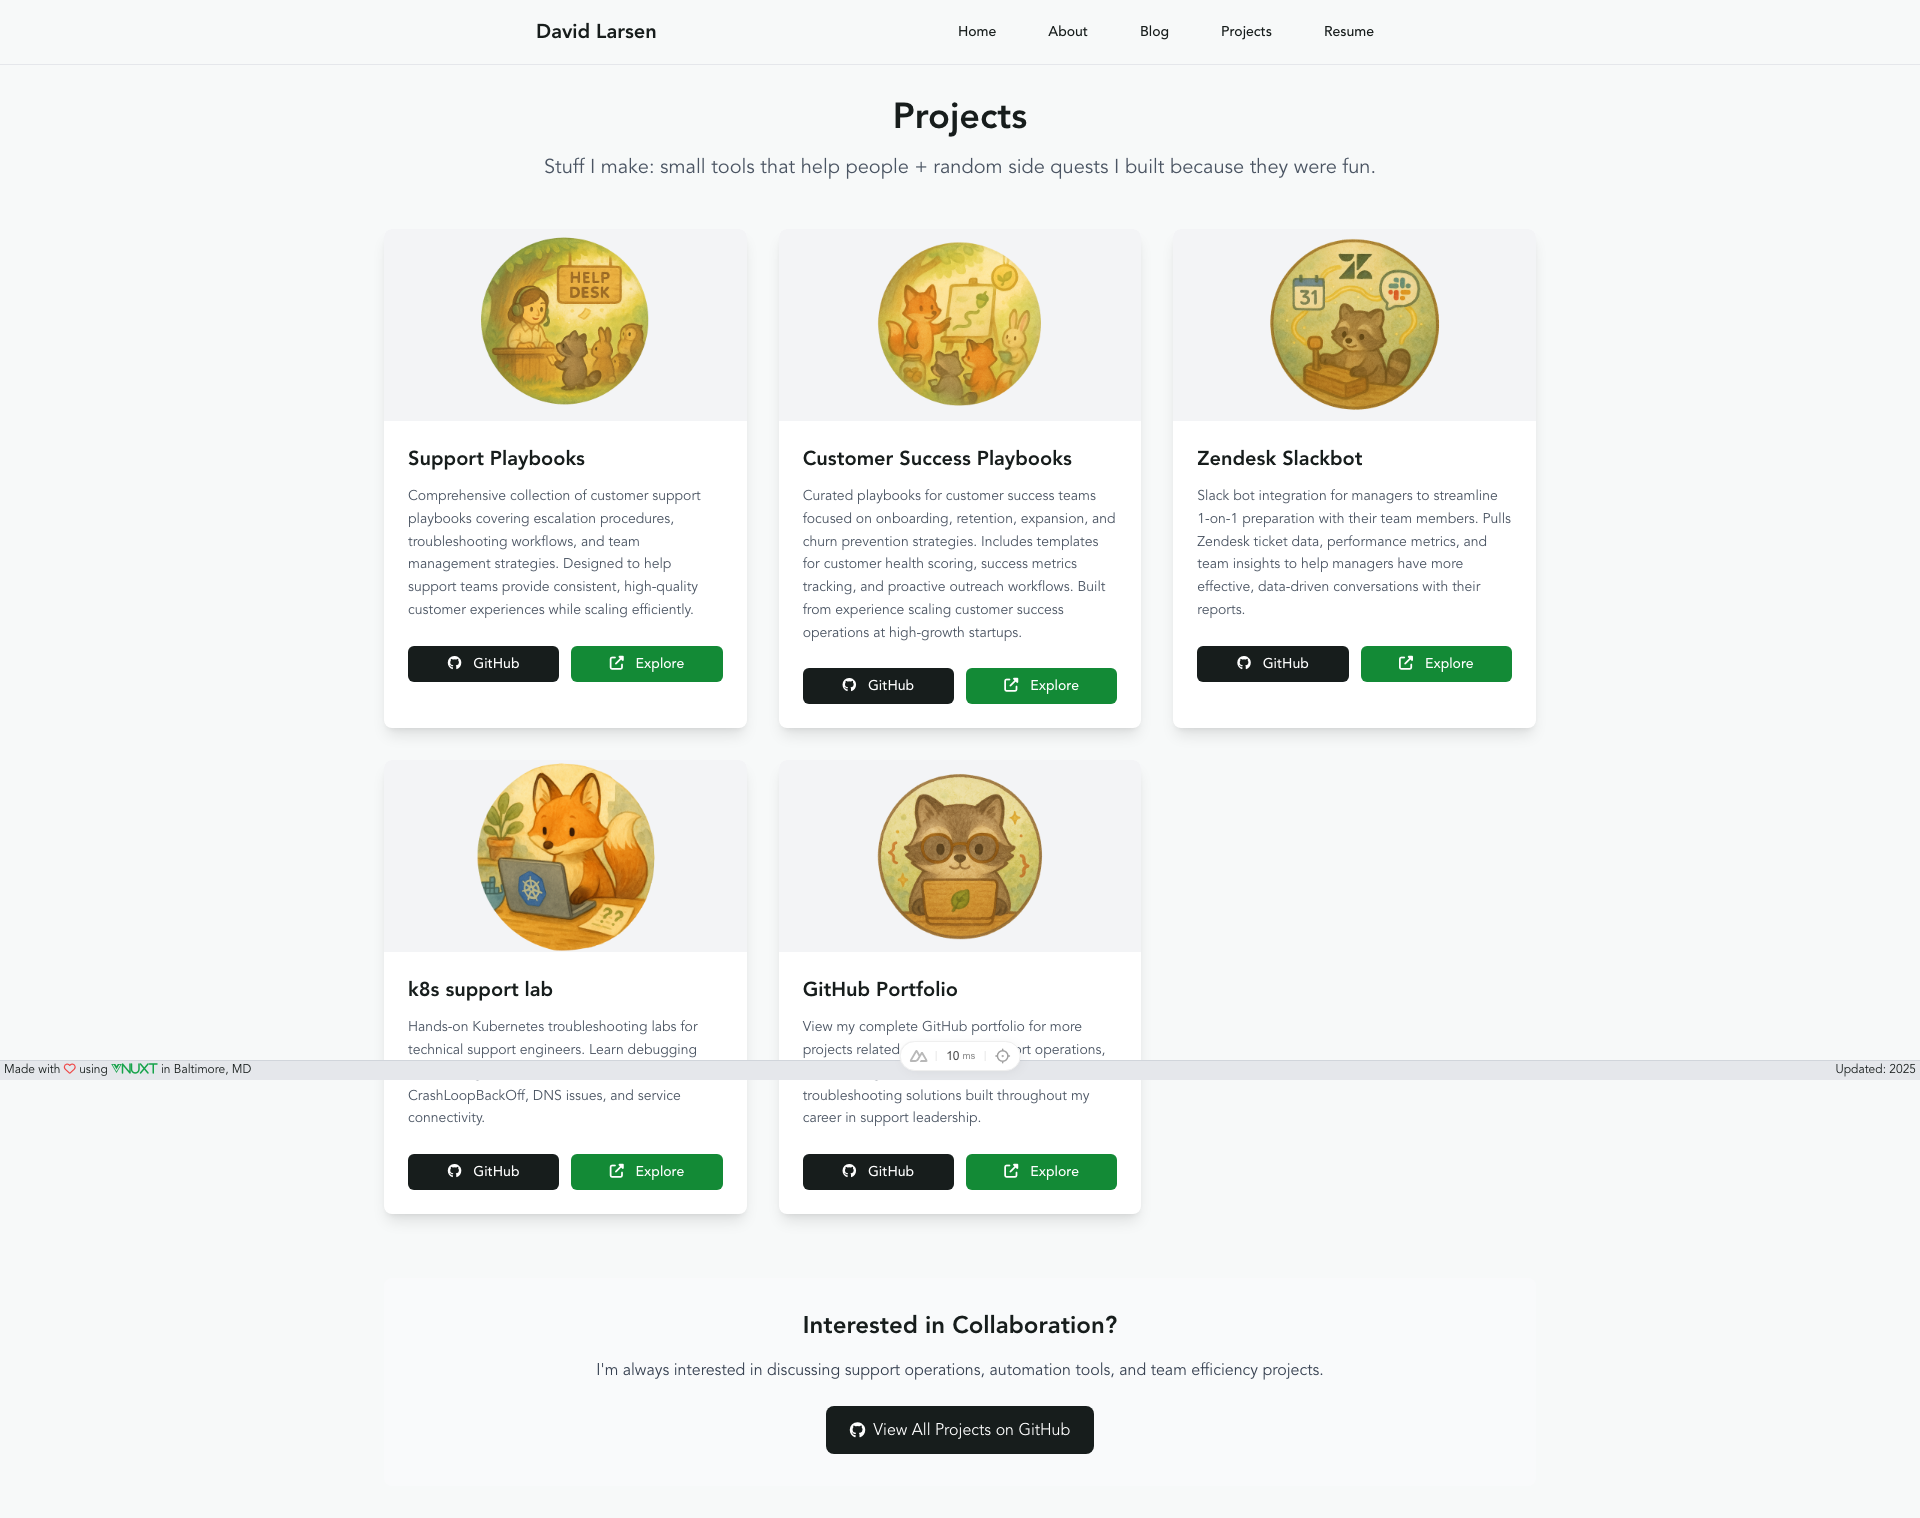 David Larsen
Home About Blog Projects Resume
Projects
Stuff I make: small tools that help people + random side quests I built because they were fun.
HELP
DESK
Support Playbooks
Comprehensive collection of customer support
playbooks covering escalation procedures,
troubleshooting workflows, and team
management strategies. Designed to help
support teams provide consistent, high-quality
customer experiences while scaling efficiently.
GitHub Explore
Customer Success Playbooks
Curated playbooks for customer success teams
focused on onboarding, retention, expansion, and
churn prevention strategies. Includes templates
for customer health scoring, success metrics
tracking, and proactive outreach workflows. Built
from experience scaling customer success
operations at high-growth startups.
GitHub Explore
31
Zendesk Slackbot
Slack bot integration for managers to streamline
1-on-1 preparation with their team members. Pulls
Zendesk ticket data, performance metrics, and
team insights to help managers have more
effective, data-driven conversations with their
reports.
GitHub Explore
??
k8s support lab
Hands-on Kubernetes troubleshooting labs for
technical support engineers. Learn debugging
CrashLoopBackOff, DNS issues, and service
connectivity.
GitHub Explore
{ }
GitHub Portfolio
View my complete GitHub portfolio for more
projects related rt operations,
troubleshooting solutions built throughout my
career in support leadership.
GitHub Explore
10 ms
Made with using NUXT in Baltimore, MD
Updated: 2025
Interested in Collaboration?
I'm always interested in discussing support operations, automation tools, and team efficiency projects.
View All Projects on GitHub